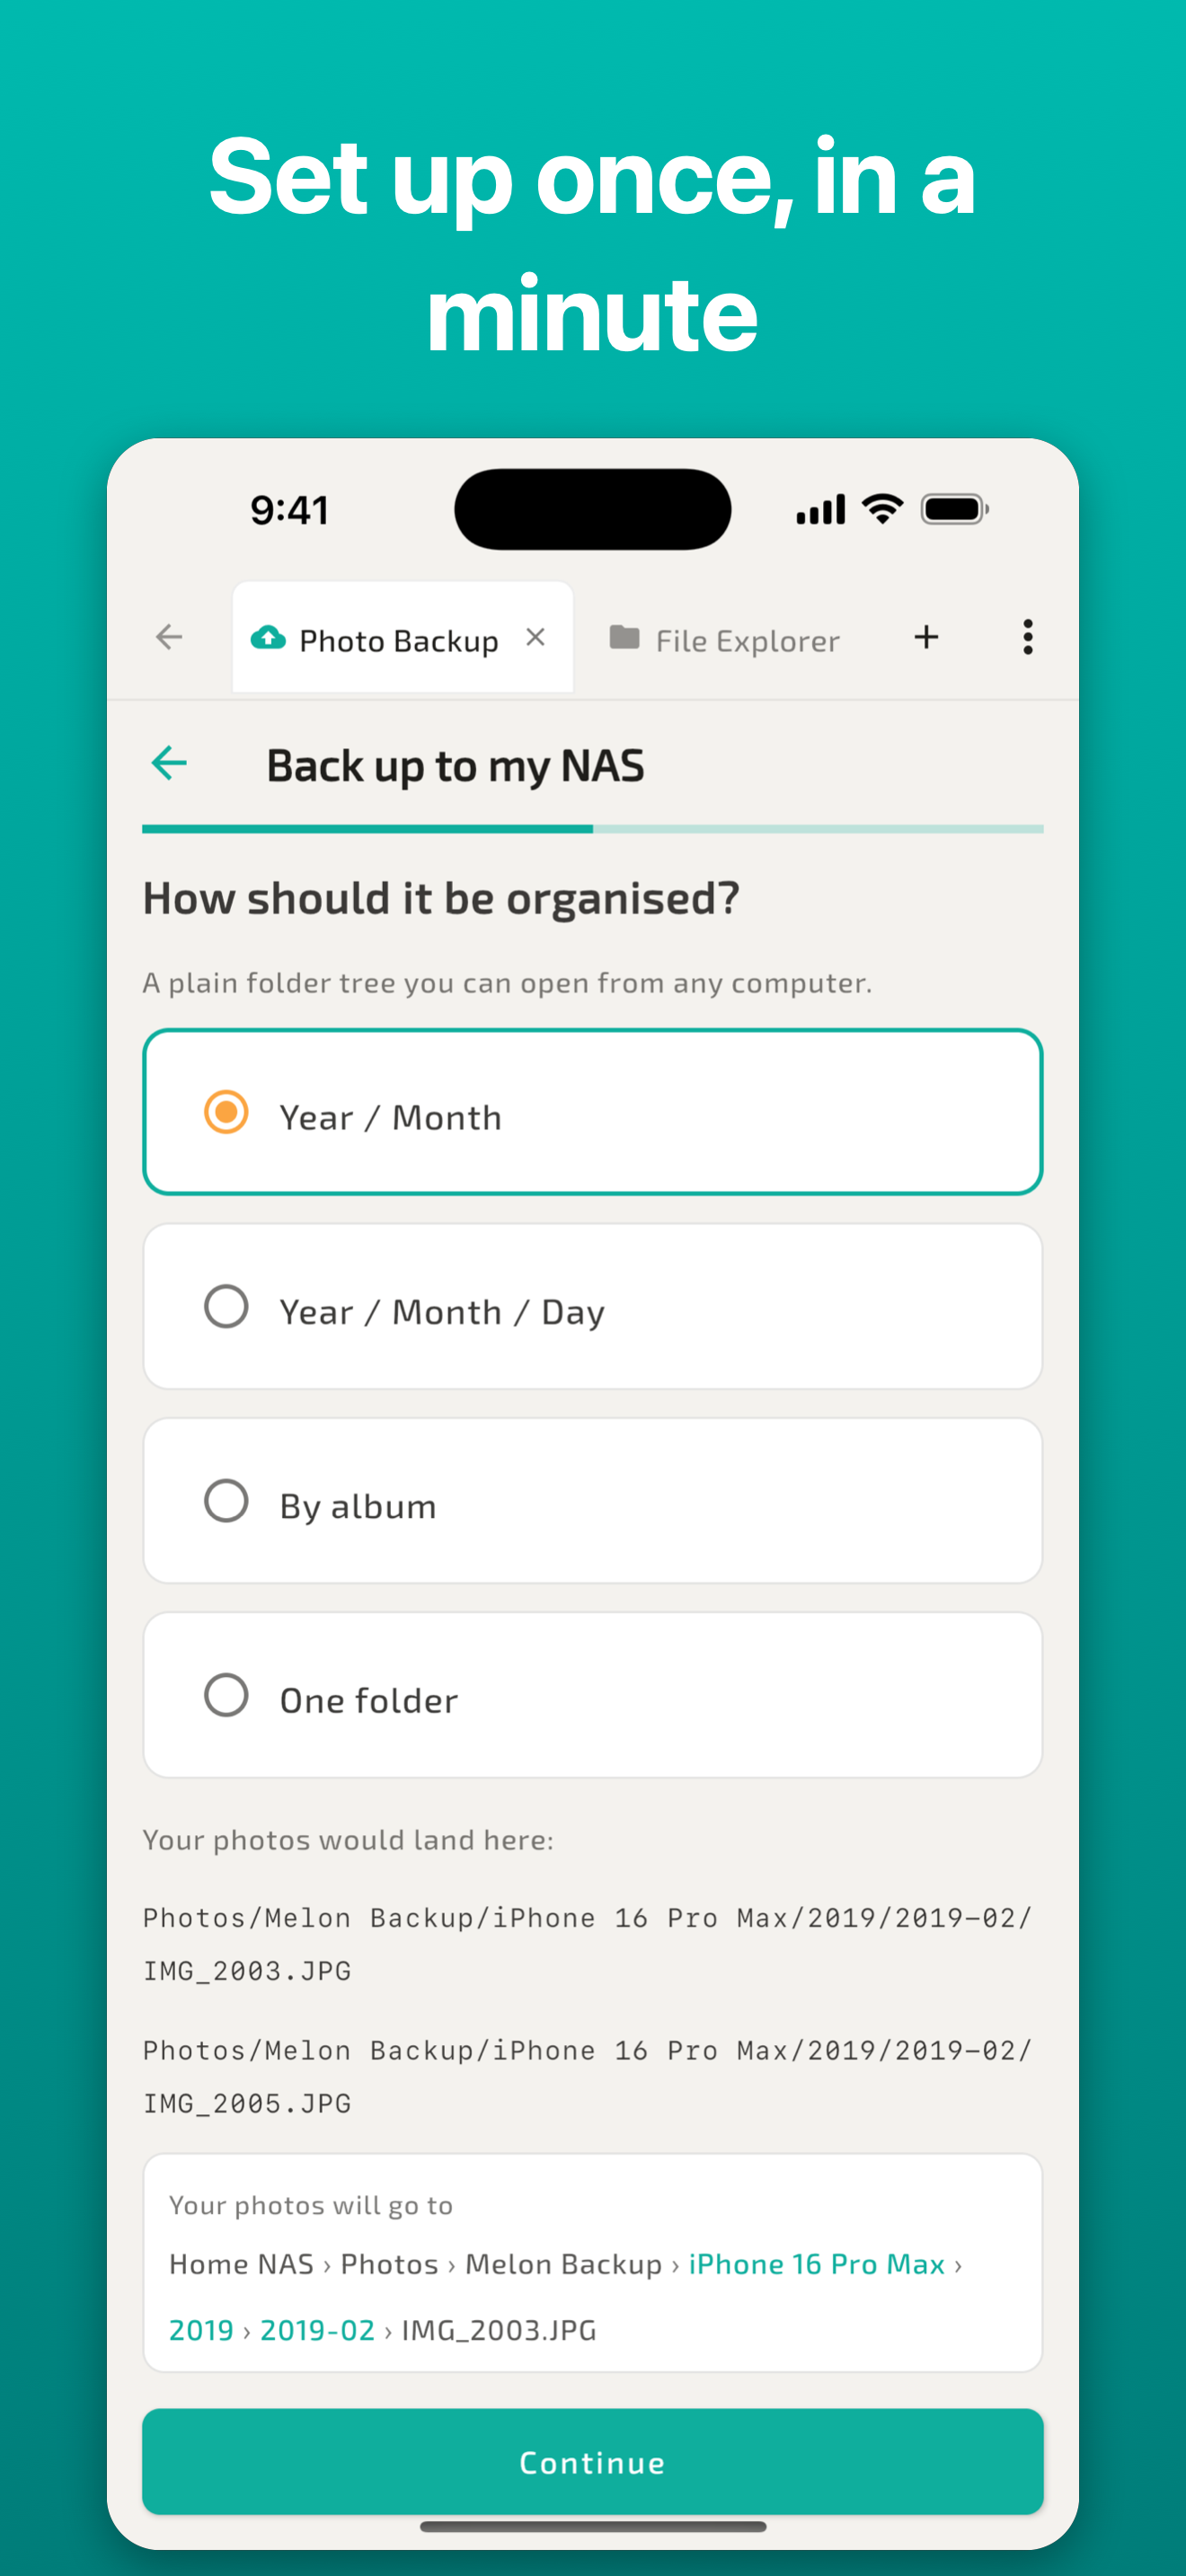 Set up once, in a
minute
9:41
Photo Backup
File Explorer
Back up to my NAS
How should it be organised?
A plain folder tree you can open from any computer.
Year / Month
Year / Month / Day
By album
One folder
Your photos would land here:
Photos/Melon Backup/iPhone 16 Pro Max/2019/2019-02/
IMG_2003.JPG
Photos/Melon Backup/iPhone 16 Pro Max/2019/2019-02/
IMG_2005.JPG
Your photos will go to
Home NAS › Photos › Melon Backup › iPhone 16 Pro Max ›
2019 › 2019-02 › IMG_2003.JPG
Continue